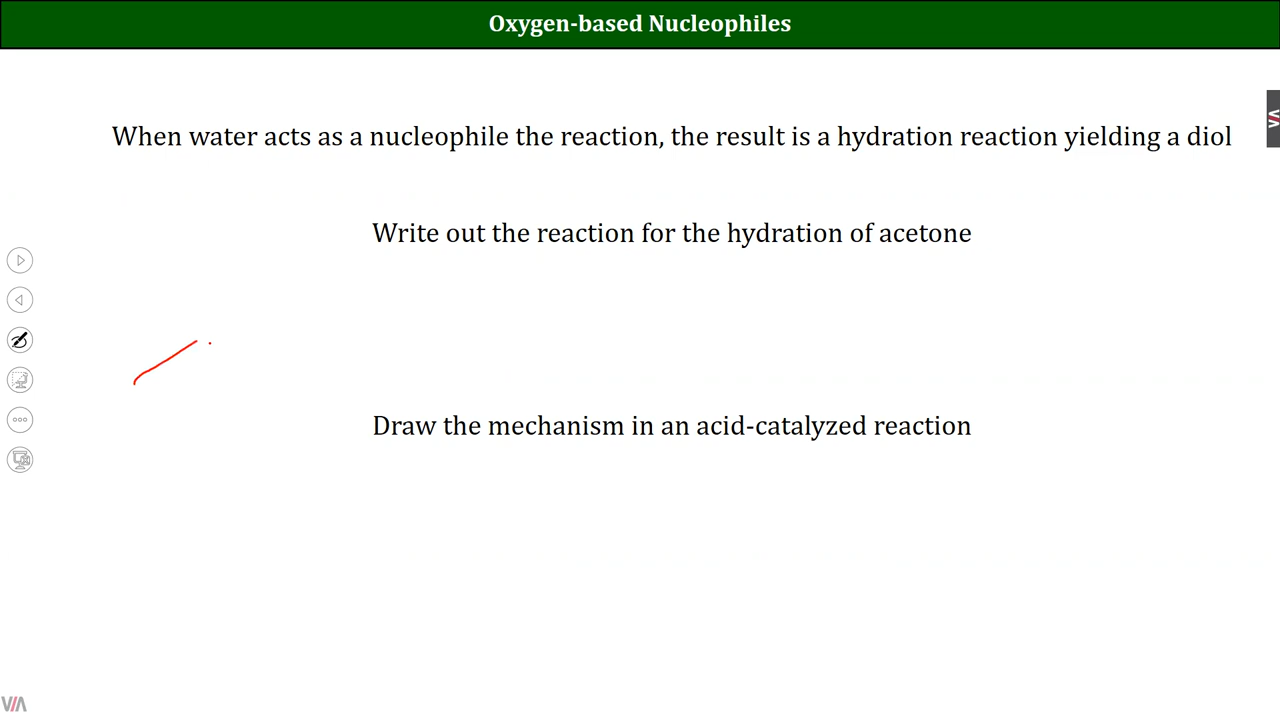 Oxygen-based Nucleophiles
When water acts as a nucleophile the reaction, the result is a hydration reaction yielding a diol
Write out the reaction for the hydration of acetone
Draw the mechanism in an acid-catalyzed reaction
VIA